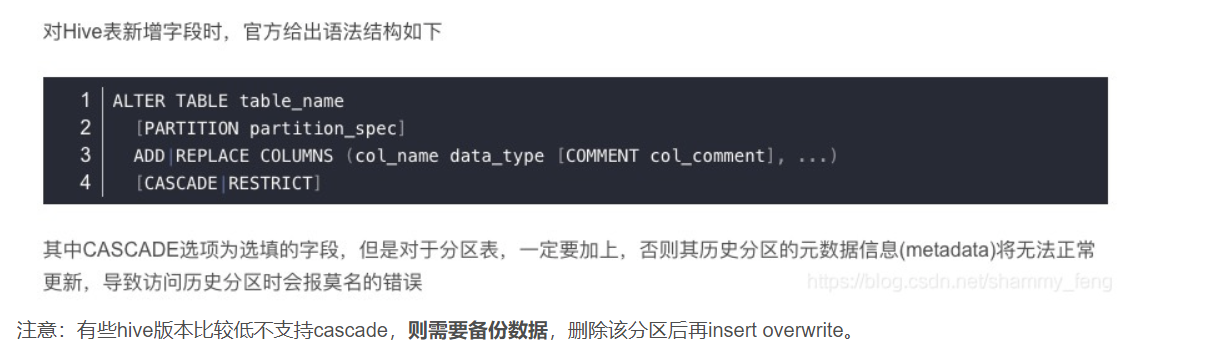 对Hive表新增字段时，官方给出语法结构如下
1 ALTER TABLE table_name
2 [PARTITION partition_spec]
3 ADD|REPLACE COLUMNS (col_name data_type [COMMENT col_comment], ...)
4 [CASCADE|RESTRICT]
其中CASCADE选项为选填的字段，但是对于分区表，一定要加上，否则其历史分区的元数据信息(metadata)将无法正常
更新，导致访问历史分区时会报莫名的错误
https://blog.csdn.net/shammy_feng
注意：有些hive版本比较低不支持cascade，则需要备份数据，删除该分区后再insert overwrite。